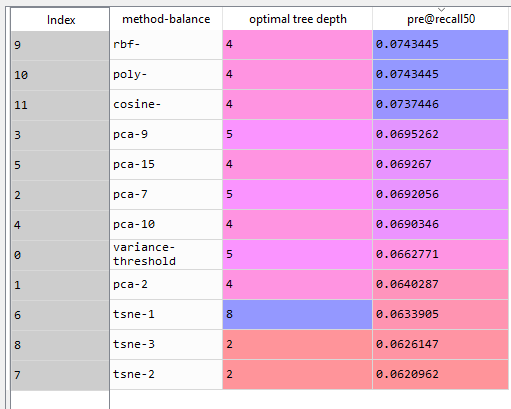 Index method-balance optimal tree depth pre@recall50
9 rbf- 4 0.0743445
10 poly- 4 0.0743445
11 cosine- 4 0.0737446
3 pca-9 5 0.0695262
5 pca-15 4 0.069267
2 pca-7 5 0.0692056
4 pca-10 4 0.0690346
0 variance-threshold 5 0.0662771
1 pca-2 4 0.0640287
6 tsne-1 8 0.0633905
8 tsne-3 2 0.0626147
7 tsne-2 2 0.0620962